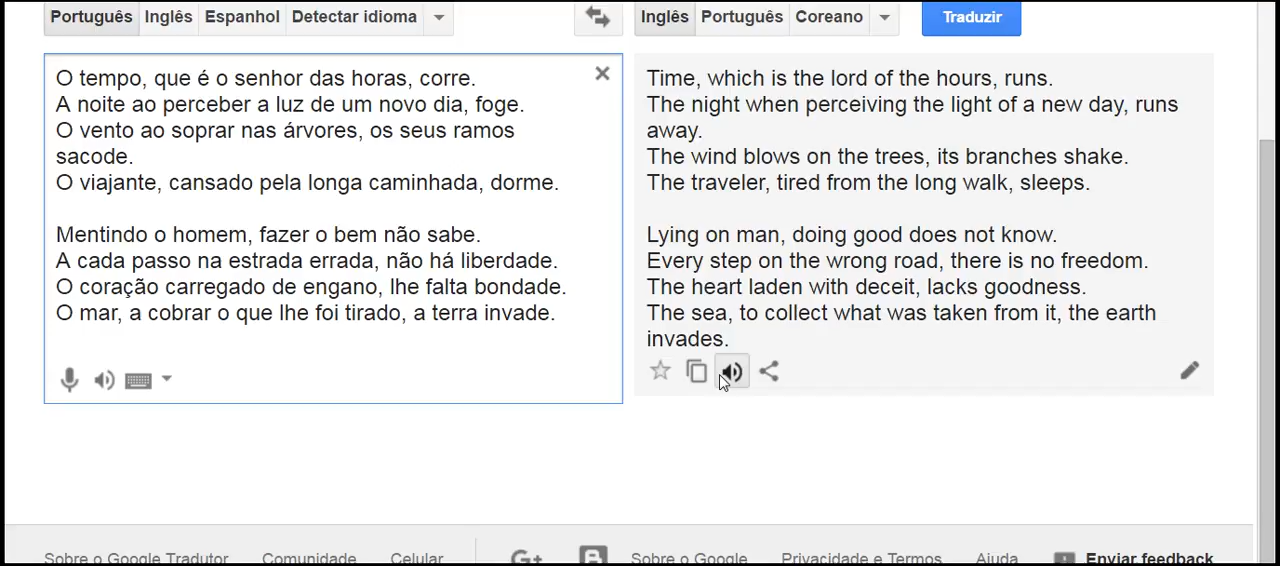 Português Inglês Espanhol Detectar idioma
Inglês Português Coreano
Traduzir
O tempo, que é o senhor das horas, corre.
A noite ao perceber a luz de um novo dia, foge.
O vento ao soprar nas árvores, os seus ramos
sacode.
O viajante, cansado pela longa caminhada, dorme.
Mentindo o homem, fazer o bem não sabe.
A cada passo na estrada errada, não há liberdade.
O coração carregado de engano, lhe falta bondade.
O mar, a cobrar o que lhe foi tirado, a terra invade.
Time, which is the lord of the hours, runs.
The night when perceiving the light of a new day, runs
away.
The wind blows on the trees, its branches shake.
The traveler, tired from the long walk, sleeps.
Lying on man, doing good does not know.
Every step on the wrong road, there is no freedom.
The heart laden with deceit, lacks goodness.
The sea, to collect what was taken from it, the earth
invades.
Sobre o Google Tradutor Comunidade Celular G+ B Sobre o Google Privacidade e Termos Ajuda Enviar feedback